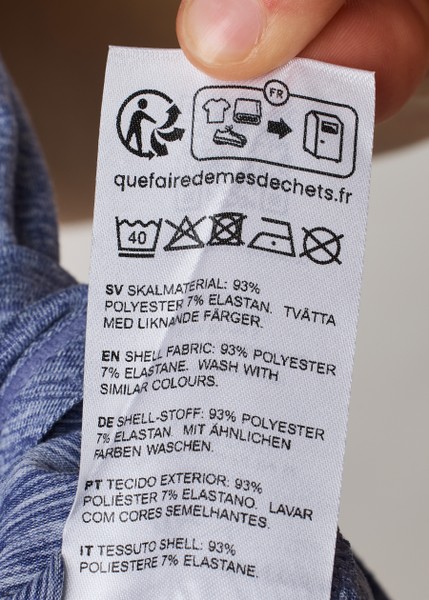 FR
quefairedemesdechets.fr
40
SV SKALMATERIAL: 93%
POLYESTER 7% ELASTAN. TVÄTTA
MED LIKNANDE FÄRGER.
EN SHELL FABRIC: 93% POLYESTER
7% ELASTANE. WASH WITH
SIMILAR COLOURS.
DE SHELL-STOFF: 93% POLYESTER
7% ELASTAN. MIT ÄHNLICHEN
FARBEN WASCHEN.
PT TECIDO EXTERIOR: 93%
POLIÉSTER 7% ELASTANO. LAVAR
COM CORES SEMELHANTES.
IT TESSUTO SHELL: 93%
POLIESTERE 7% ELASTANE.